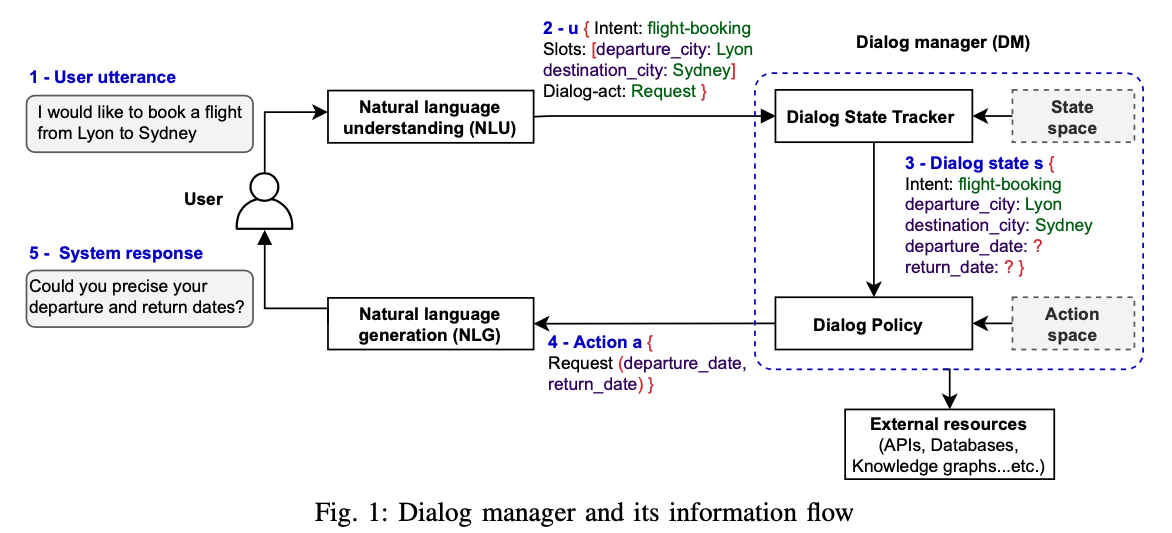 1 - User utterance
I would like to book a flight
from Lyon to Sydney
User
Natural language
understanding (NLU)
2 - u { Intent: flight-booking
Slots: [departure_city: Lyon
destination_city: Sydney]
Dialog-act: Request }
Dialog manager (DM)
Dialog State Tracker
State
space
3 - Dialog state s {
Intent: flight-booking
departure_city: Lyon
destination_city: Sydney
departure_date: ?
return_date: ? }
Dialog Policy
Action
space
4 - Action a {
Request (departure_date,
return_date) }
Natural language
generation (NLG)
5 - System response
Could you precise your
departure and return dates?
External resources
(APIs, Databases,
Knowledge graphs...etc.)
Fig. 1: Dialog manager and its information flow